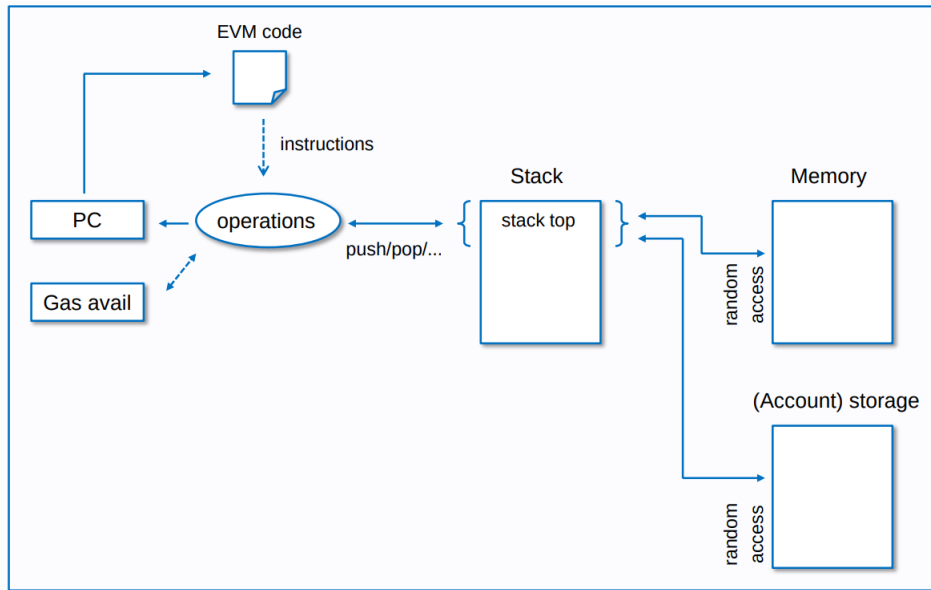 EVM code
instructions
Stack
Memory
PC
operations
stack top
push/pop/...
Gas avail
random
access
(Account) storage
random
access